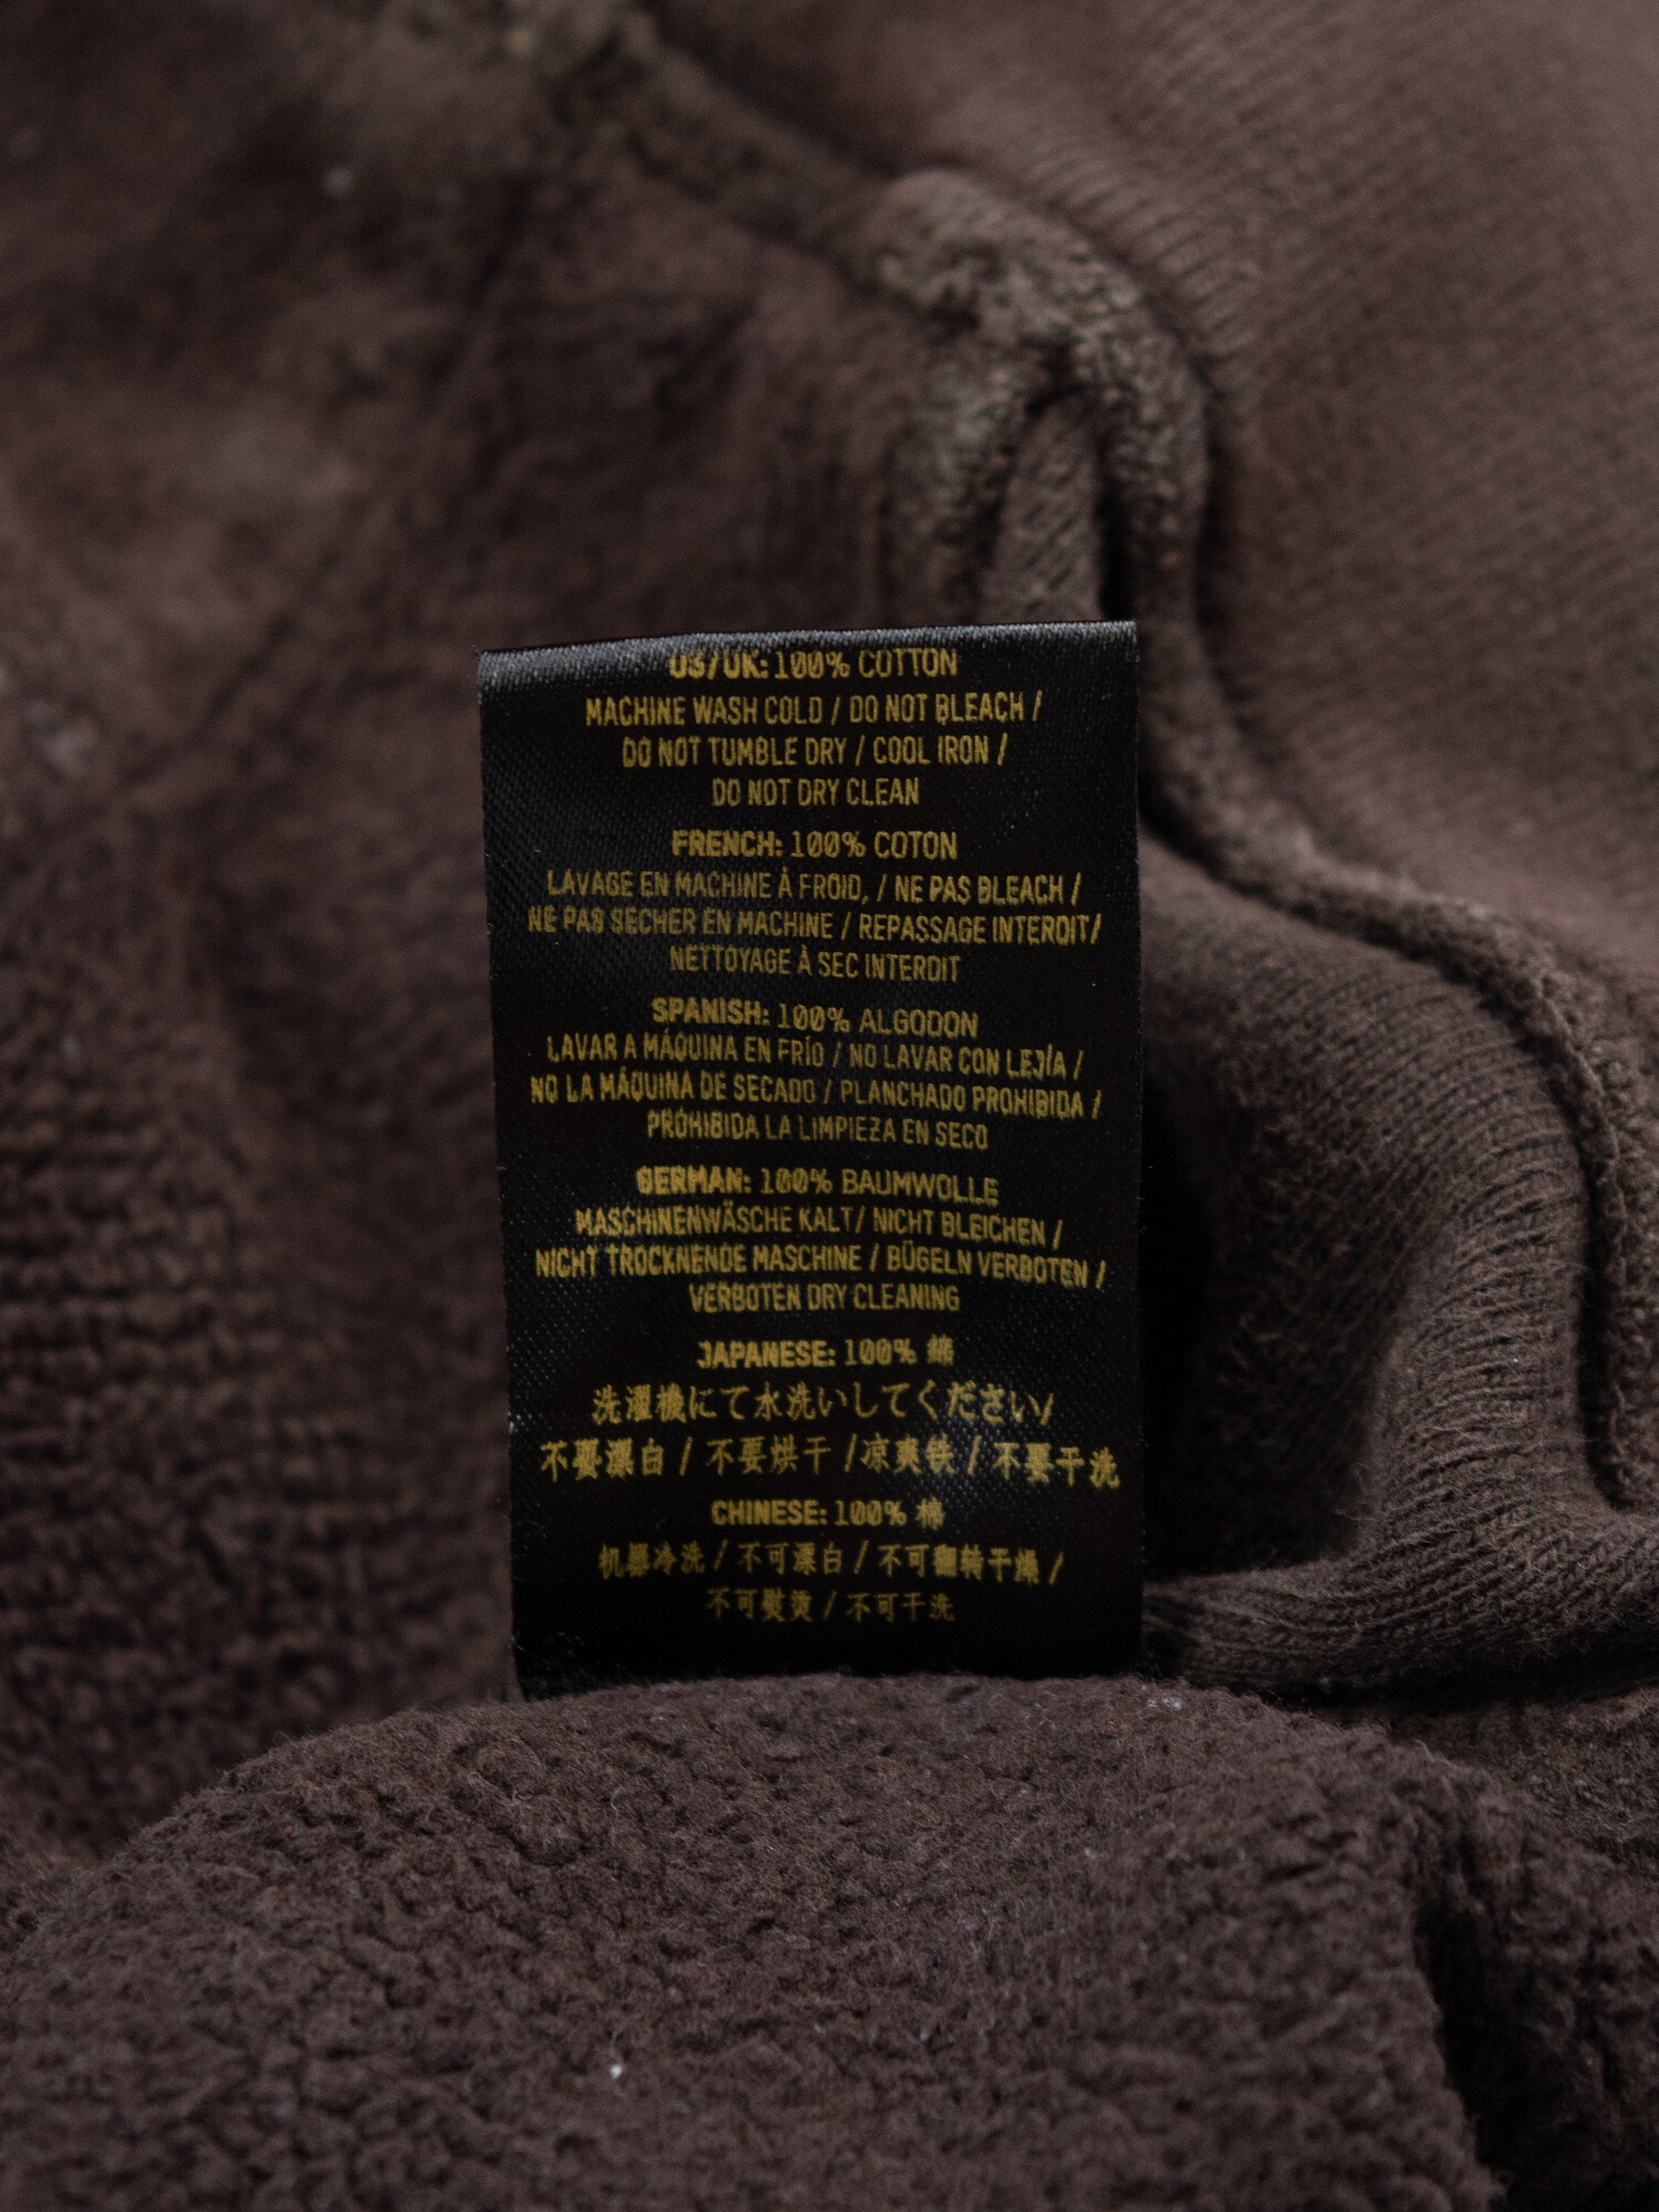 US/UK: 100% COTTON
MACHINE WASH COLD / DO NOT BLEACH /
DO NOT TUMBLE DRY / COOL IRON /
DO NOT DRY CLEAN
FRENCH: 100% COTON
LAVAGE EN MACHINE À FROID, / NE PAS BLEACH /
NE PAS SECHER EN MACHINE / REPASSAGE INTERDIT/
NETTOYAGE À SEC INTERDIT
SPANISH: 100% ALGODON
LAVAR A MÁQUINA EN FRÍO / NO LAVAR CON LEJÍA /
NO LA MÁQUINA DE SECADO / PLANCHADO PROHIBIDA /
PROHIBIDA LA LIMPIEZA EN SECO
GERMAN: 100% BAUMWOLLE
MASCHINENWÄSCHE KALT/ NICHT BLEICHEN /
NICHT TROCKNENDE MASCHINE / BÜGELN VERBOTEN /
VERBOTEN DRY CLEANING
JAPANESE: 100% 綿
洗濯機にて水洗いしてください/
不要漂白 / 不要烘干 /凉爽铁 / 不要干洗
CHINESE: 100% 棉
机器冷洗 / 不可漂白 / 不可翻转干燥 /
不可熨烫 / 不可干洗